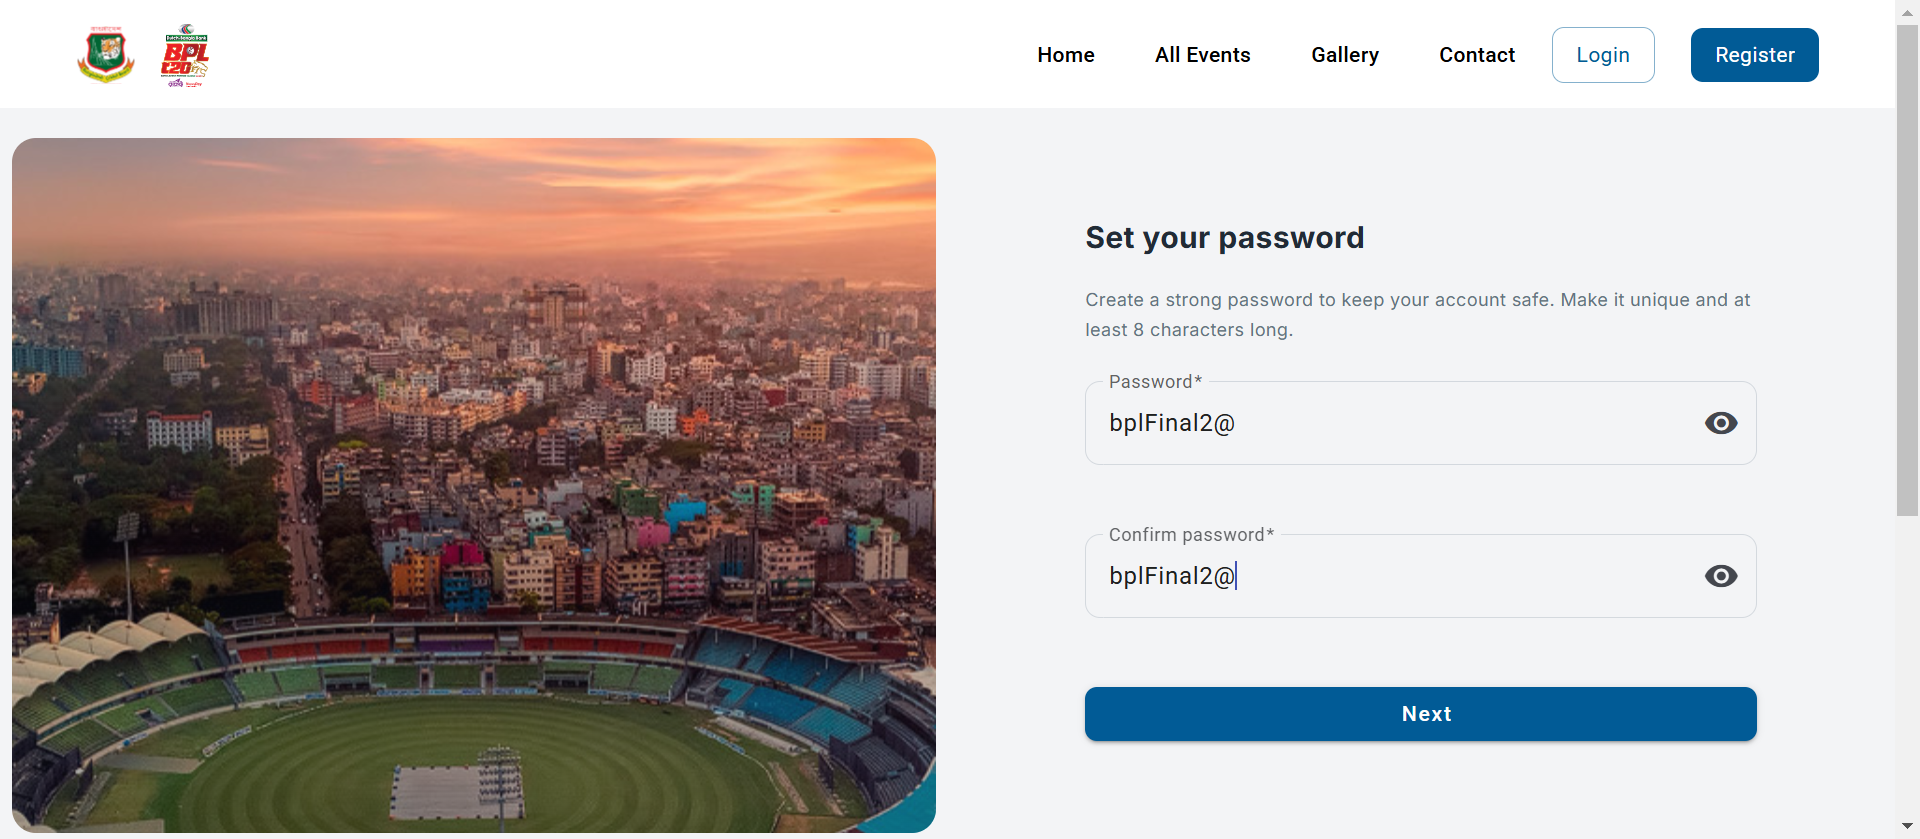 BPL
t20
Home
All Events
Gallery
Contact
Login
Register
Set your password
Create a strong password to keep your account safe. Make it unique and at
least 8 characters long.
Password*
bplFinal2@
Confirm password*
bplFinal2@
Next